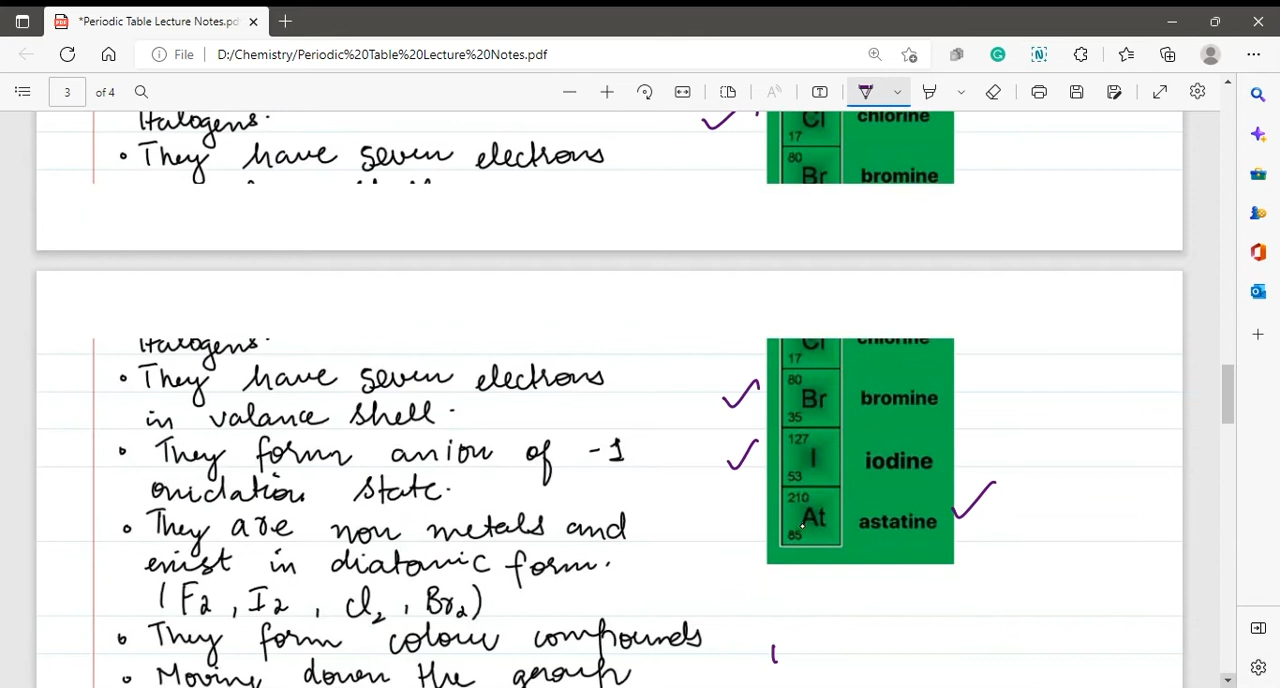 *Periodic Table Lecture Notes.pd
File D:/Chemistry/Periodic%20Table%20Lecture%20Notes.pdf
3 of 4
Halogens.
• They have seven electrons
Cl 17 chlorine
80 Br bromine
Halogens.
• They have seven electrons
in valance shell.
• They form anion of -1
oxidation state.
• They are non metals and
exist in diatomic form.
(F2, I2, Cl2, Br2)
• They form colour compounds
• Moving down the group
Cl 17 chlorine
80 Br 35 bromine
127 I 53 iodine
210 At 85 astatine